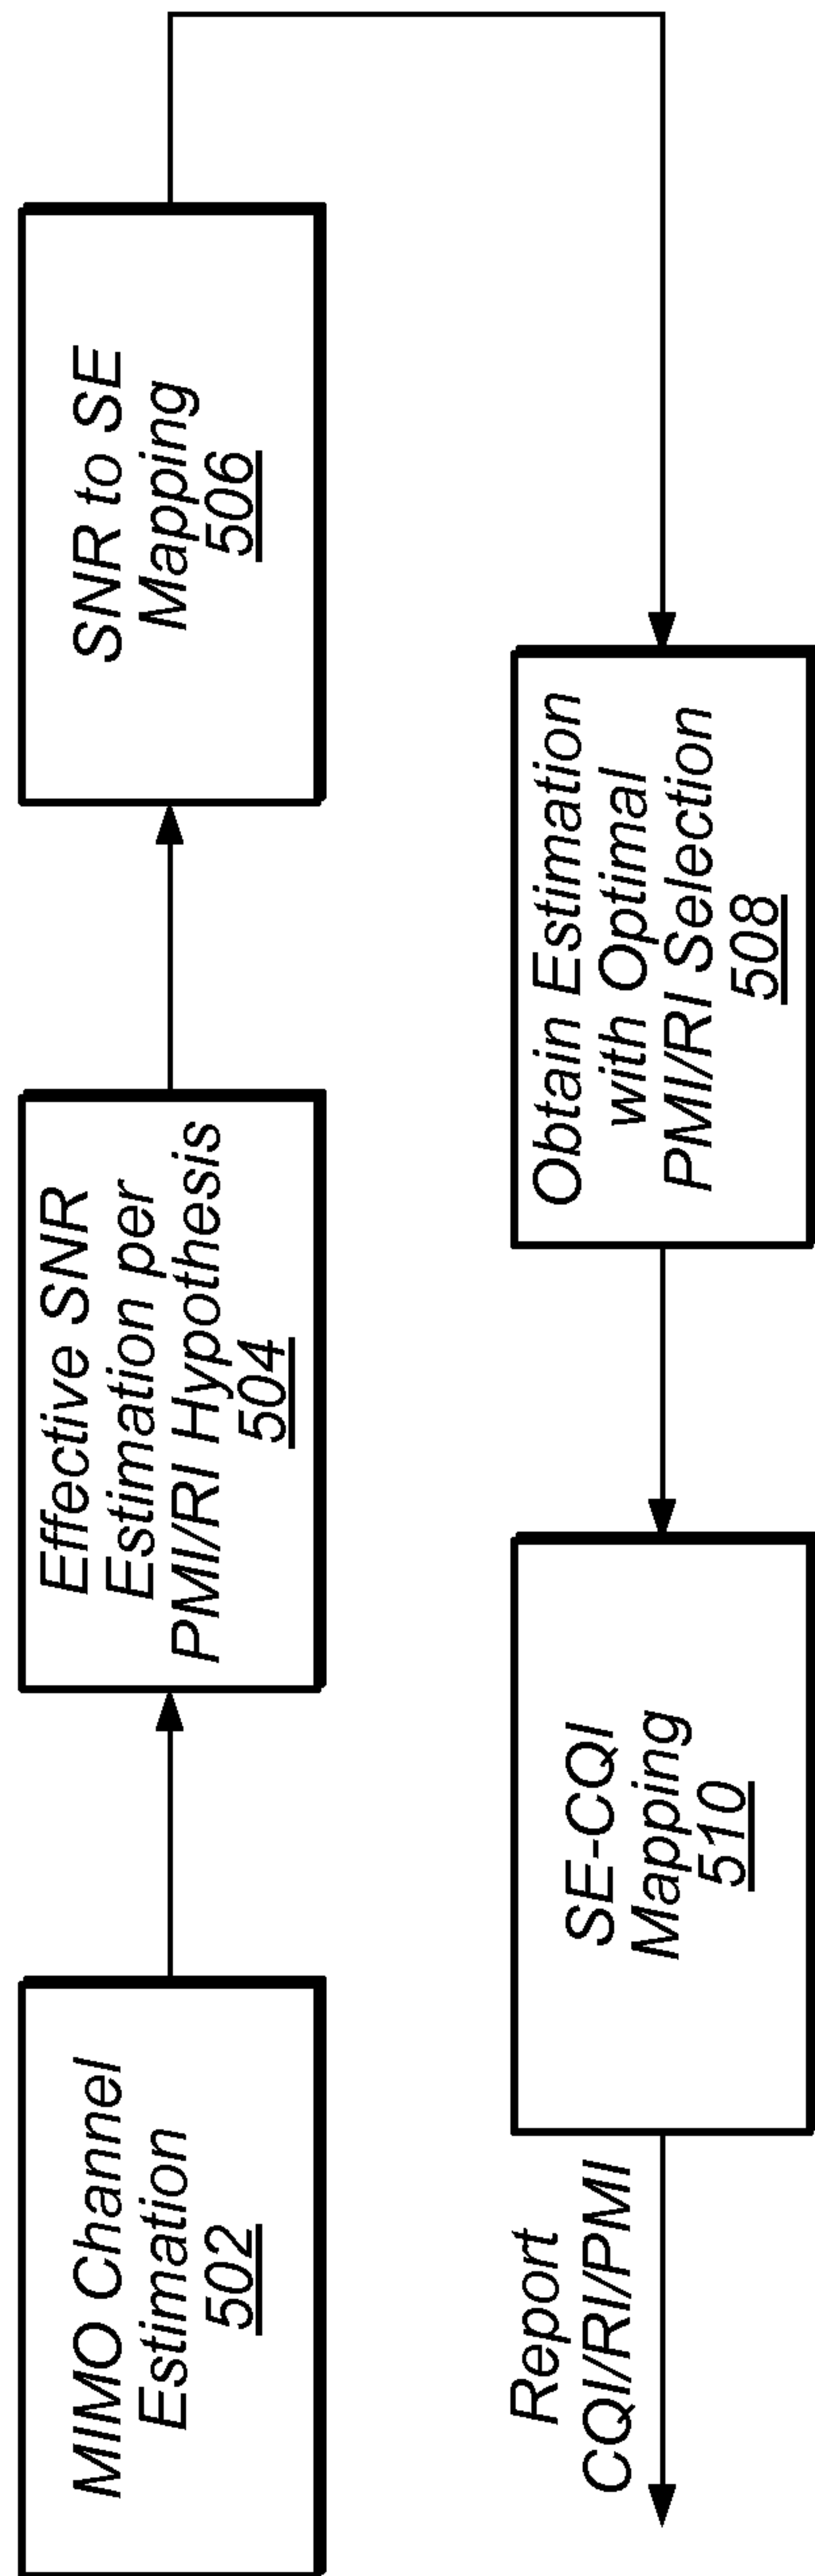 MIMO Channel
Estimation
502
Effective SNR
Estimation per
PMI/RI Hypothesis
504
SNR to SE
Mapping
506
Obtain Estimation
with Optimal
PMI/RI Selection
508
SE-CQI
Mapping
510
Report
CQI/RI/PMI